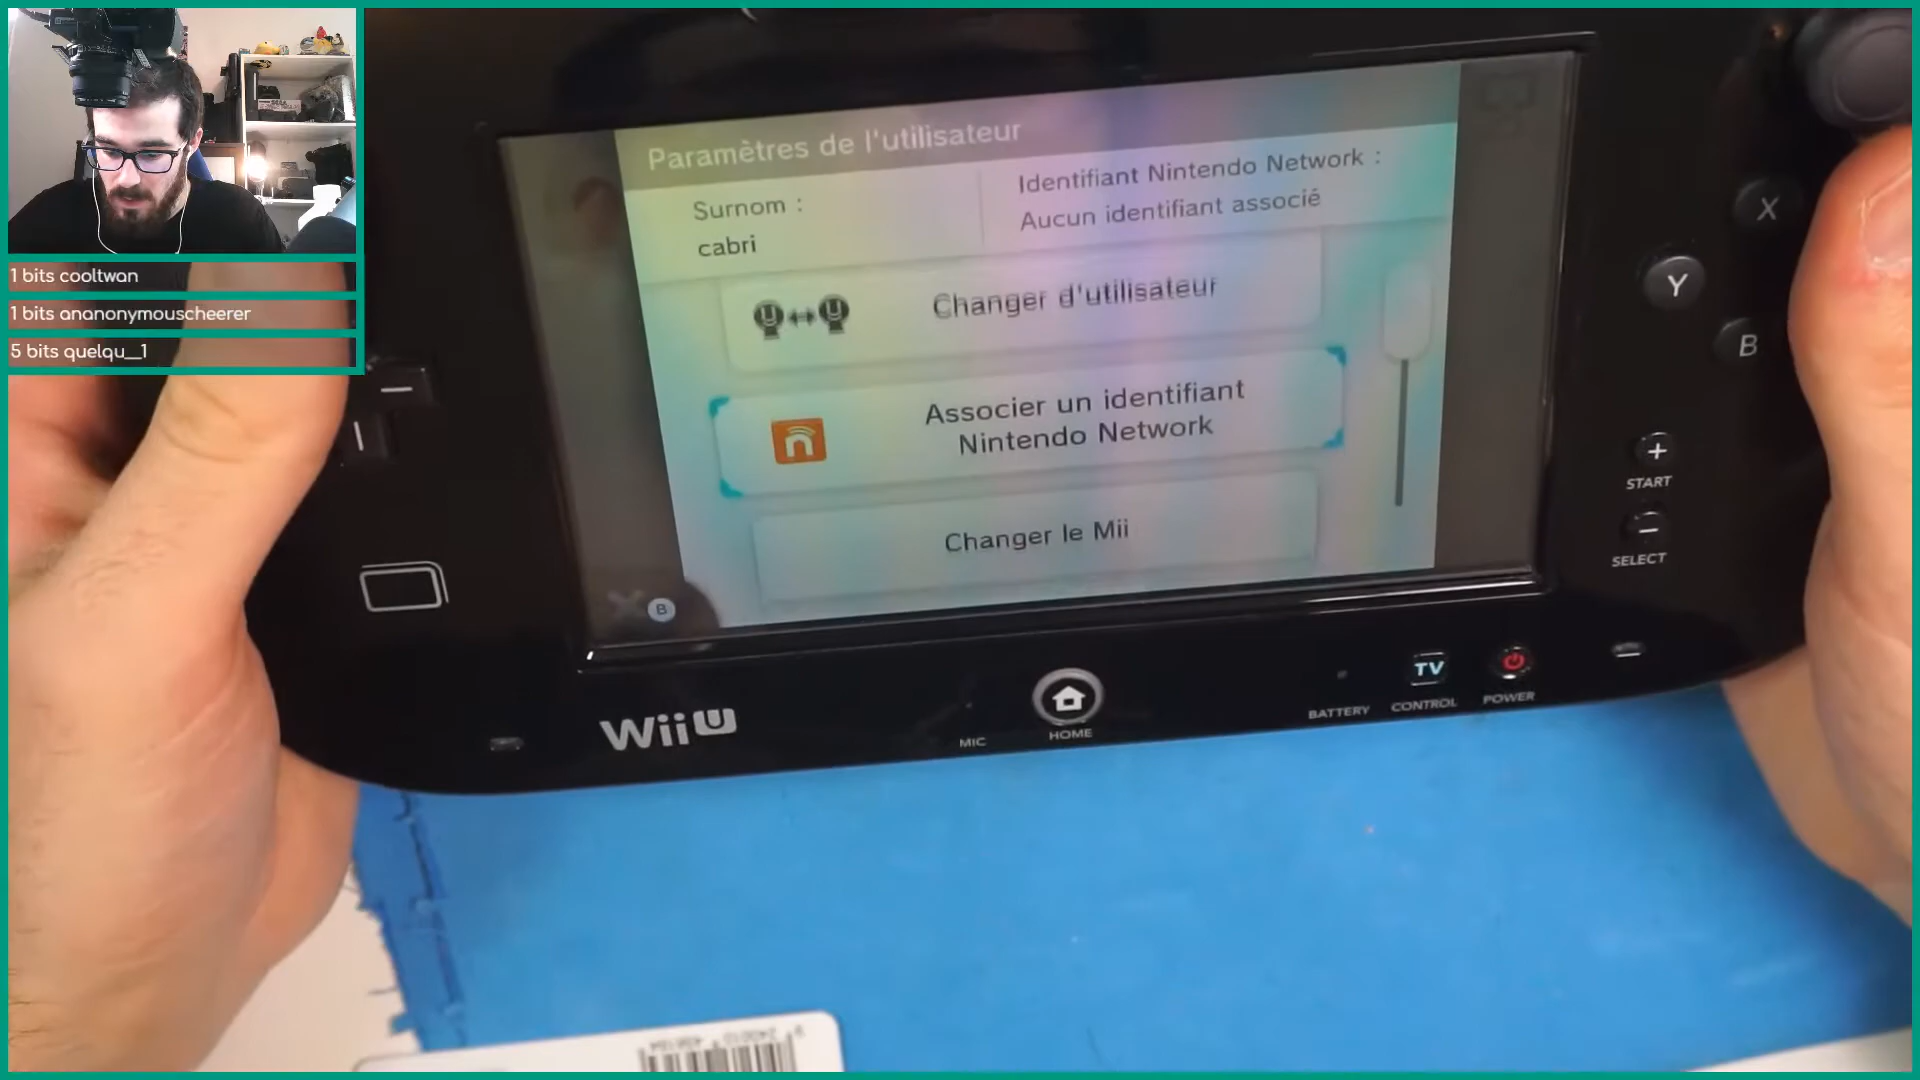 1 bits cooltwan
1 bits ananonymouscheerer
5 bits quelqu__1
Paramètres de l'utilisateur
Surnom :
cabri
Identifiant Nintendo Network :
Aucun identifiant associé
Changer d'utilisateur
Associer un identifiant
Nintendo Network
Changer le Mii
B
X
Y
B
+
START
−
SELECT
Wii U
MIC
HOME
BATTERY
TV
CONTROL
POWER